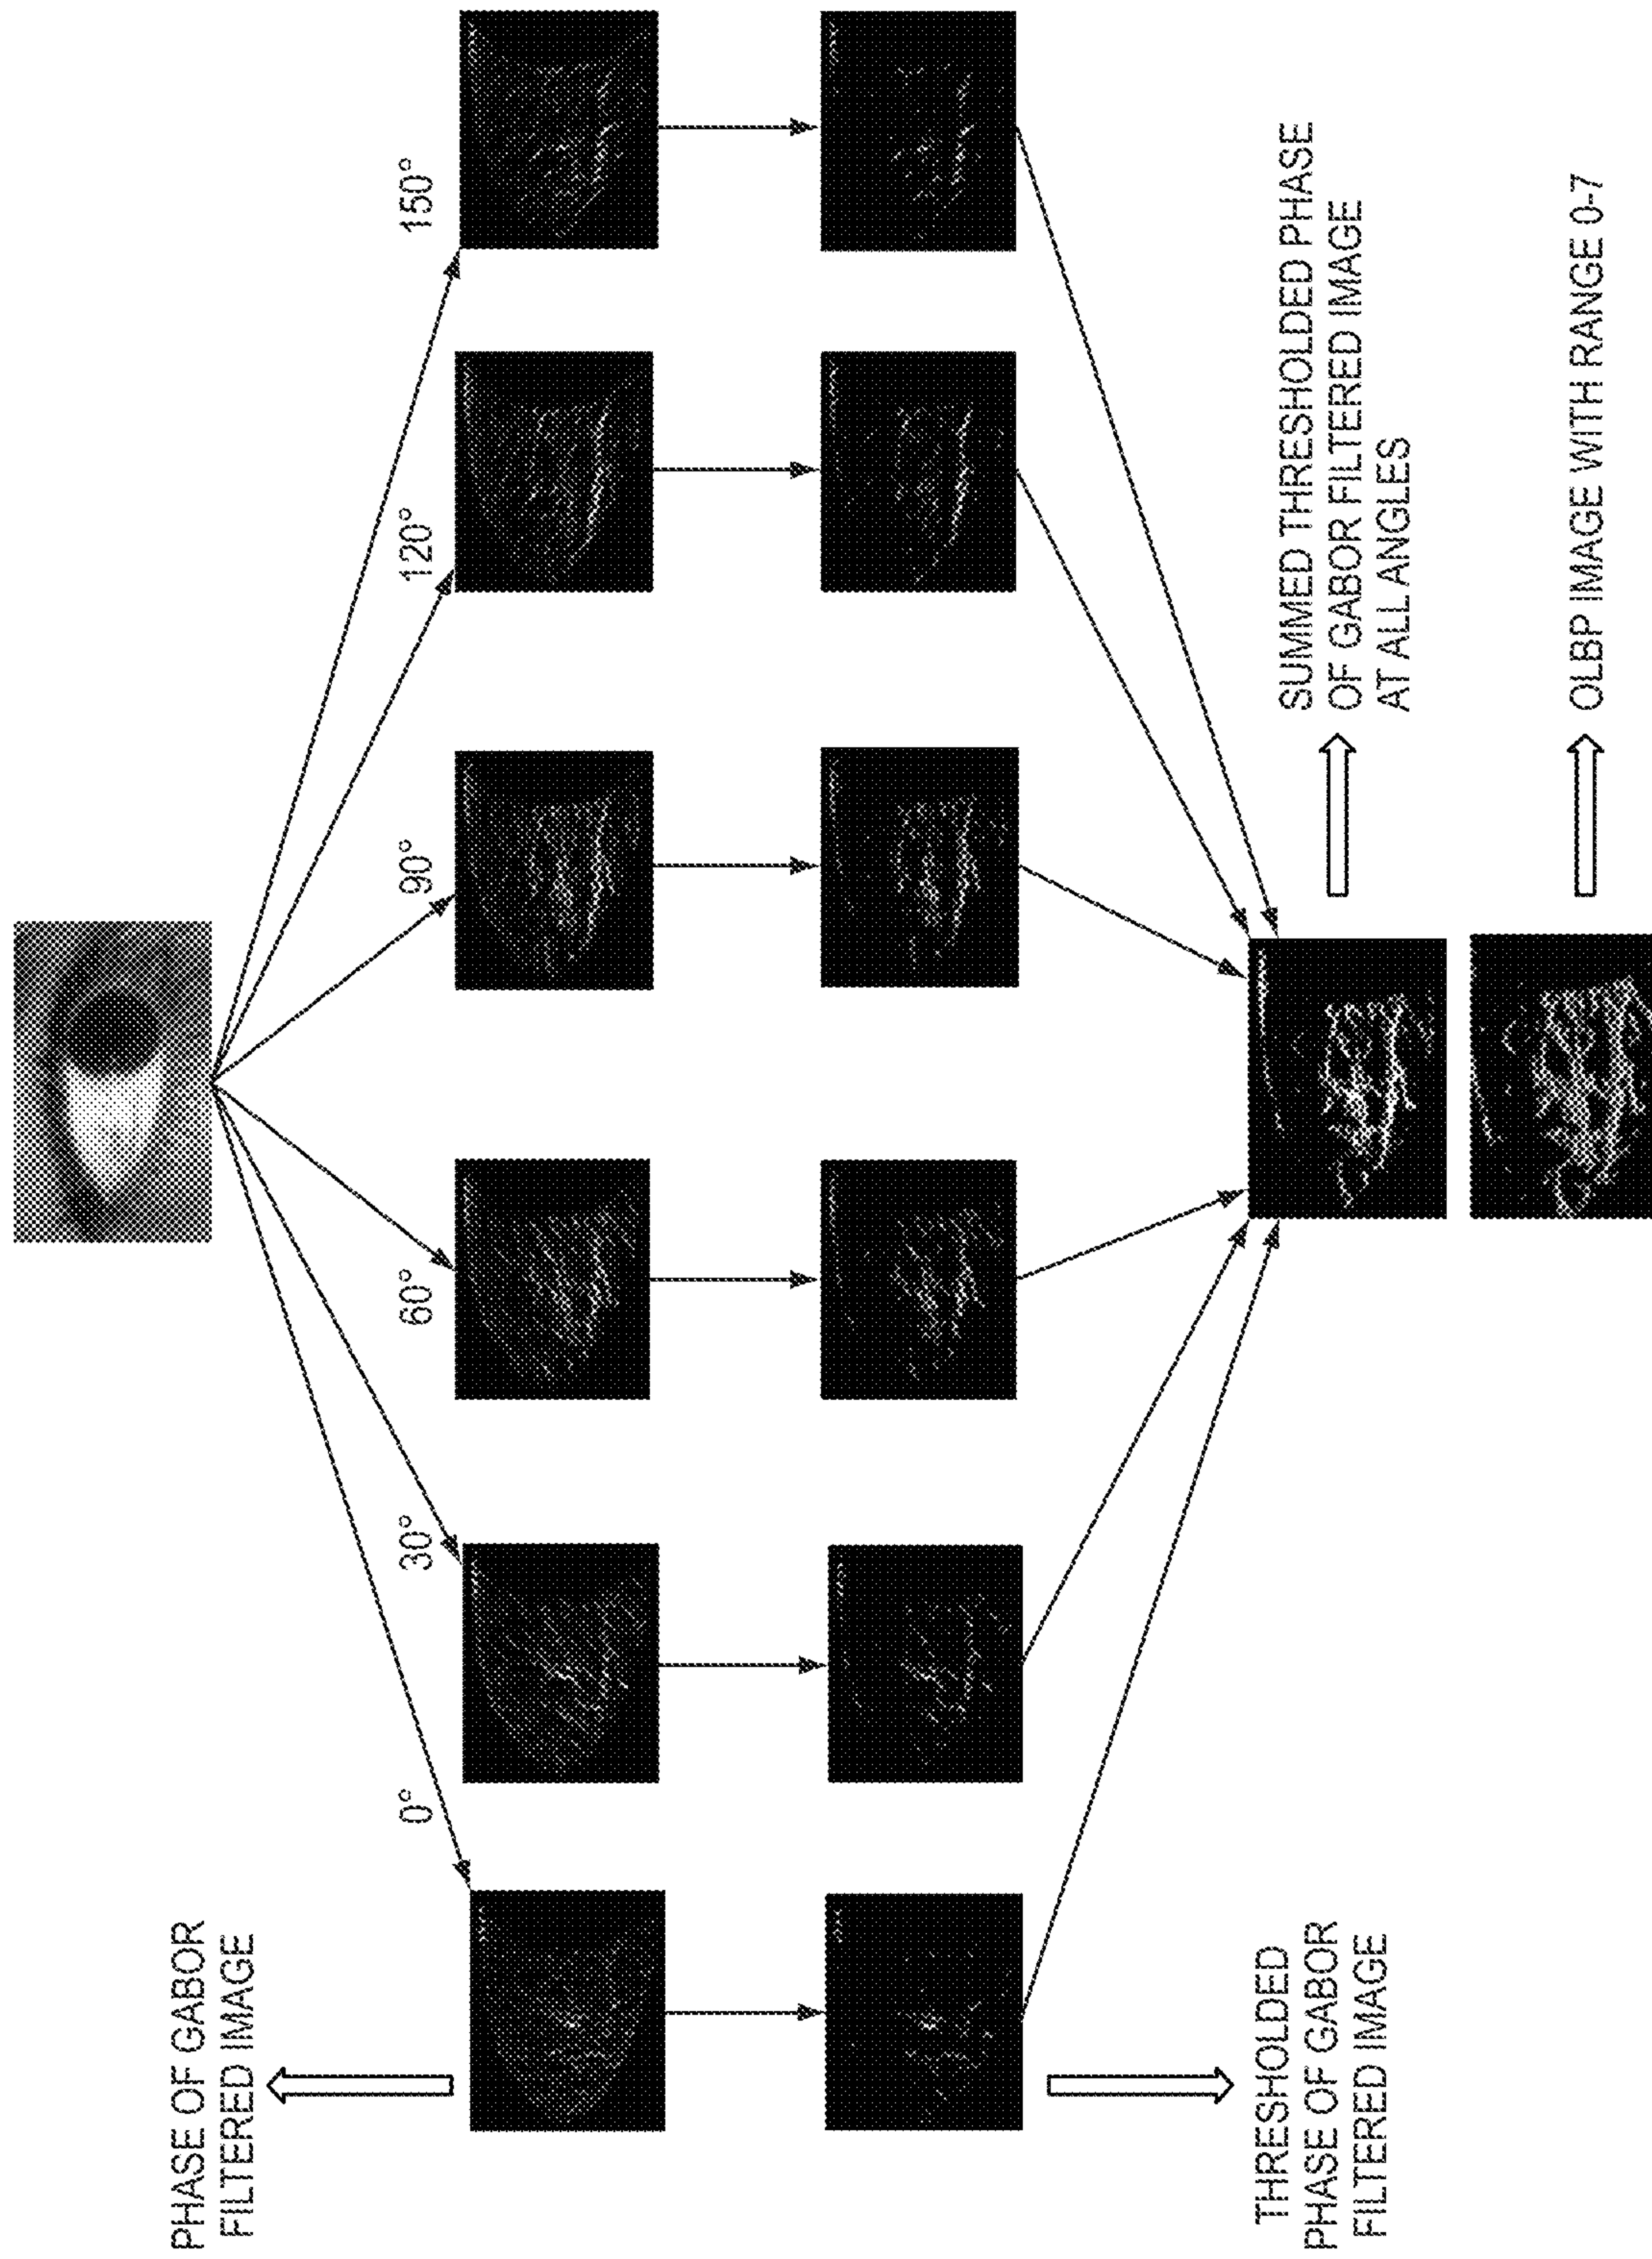 PHASE OF GABOR
FILTERED IMAGE
0°
30°
60°
90°
120°
150°
THRESHOLDED
PHASE OF GABOR
FILTERED IMAGE
SUMMED THRESHOLDED PHASE
OF GABOR FILTERED IMAGE
AT ALL ANGLES
OLBP IMAGE WITH RANGE 0-7